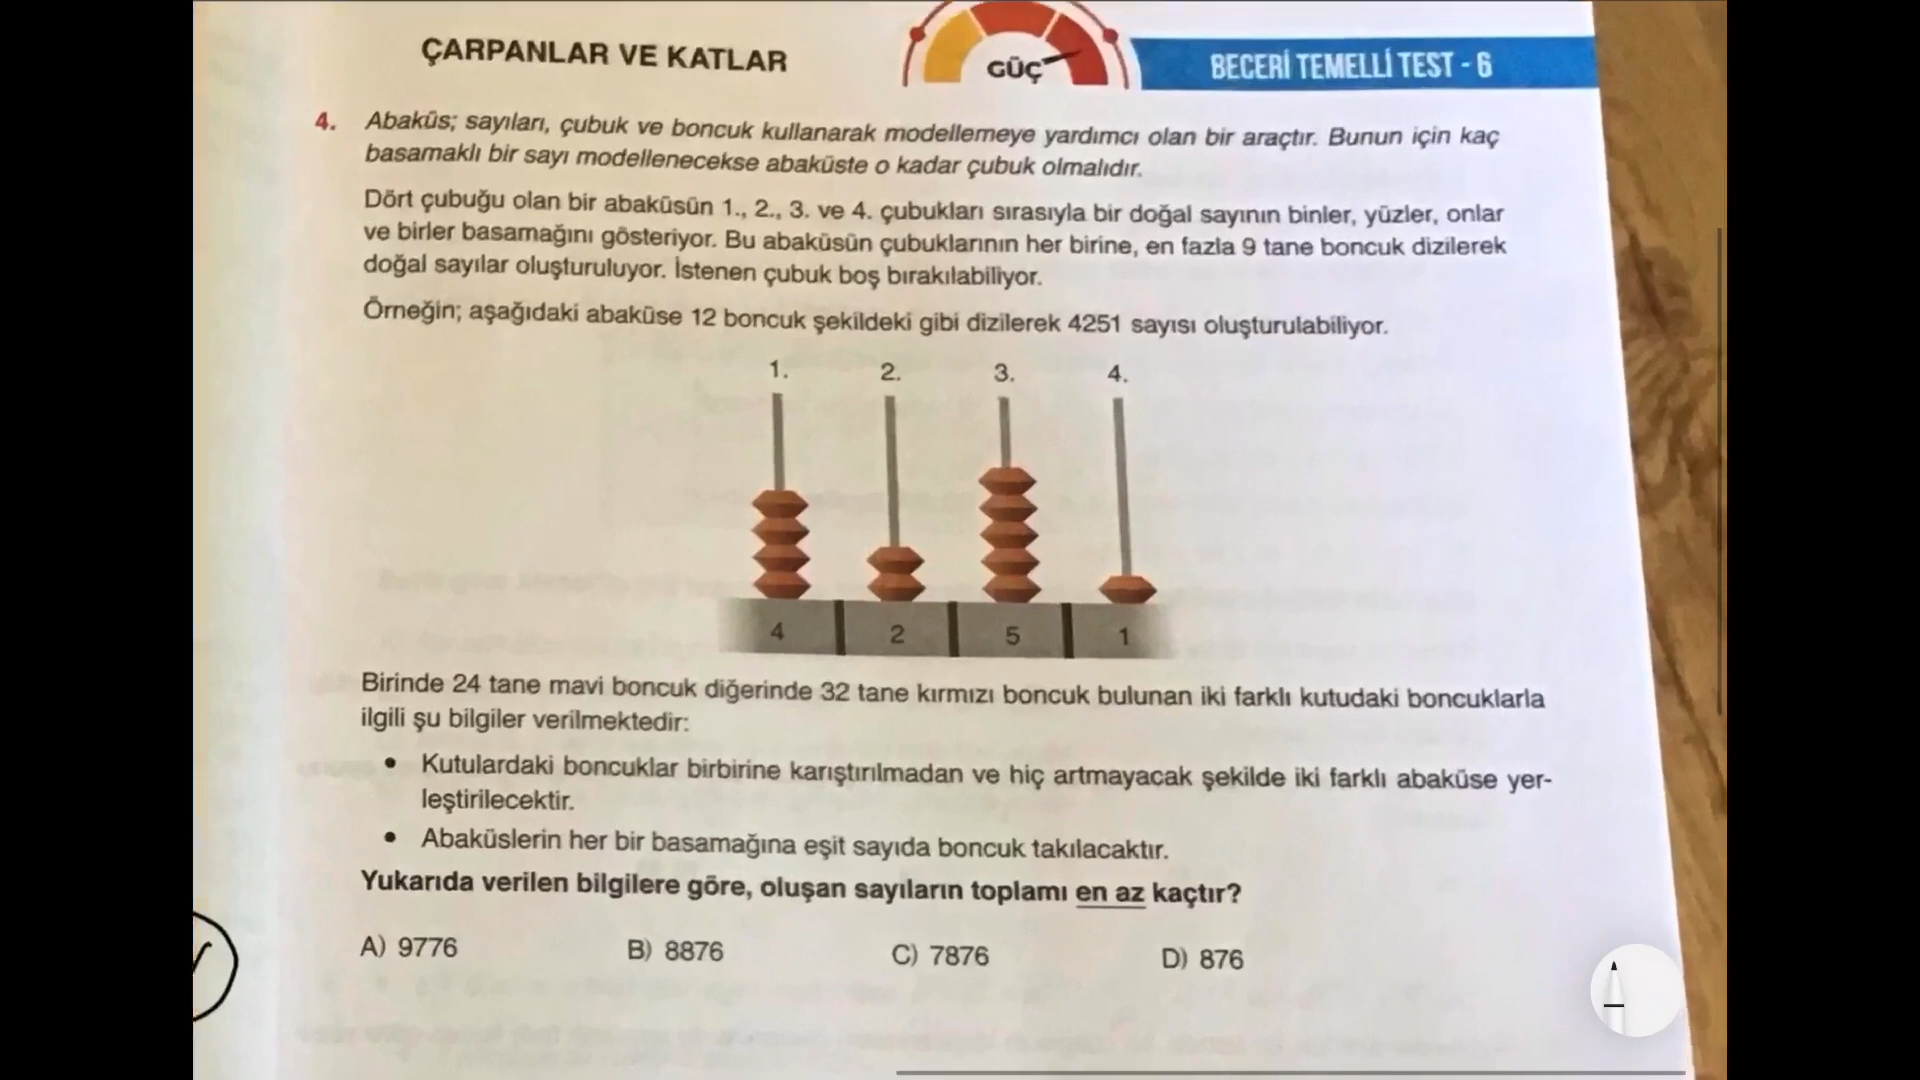 ÇARPANLAR VE KATLAR
GÜÇ
BECERİ TEMELLİ TEST - 6
4. Abaküs; sayıları, çubuk ve boncuk kullanarak modellemeye yardımcı olan bir araçtır. Bunun için kaç
basamaklı bir sayı modellenecekse abaküste o kadar çubuk olmalıdır.
Dört çubuğu olan bir abaküsün 1., 2., 3. ve 4. çubukları sırasıyla bir doğal sayının binler, yüzler, onlar
ve birler basamağını gösteriyor. Bu abaküsün çubuklarının her birine, en fazla 9 tane boncuk dizilerek
doğal sayılar oluşturuluyor. İstenen çubuk boş bırakılabiliyor.
Örneğin; aşağıdaki abaküse 12 boncuk şekildeki gibi dizilerek 4251 sayısı oluşturulabiliyor.
1. 2. 3. 4.
4 2 5 1
Birinde 24 tane mavi boncuk diğerinde 32 tane kırmızı boncuk bulunan iki farklı kutudaki boncuklarla
ilgili şu bilgiler verilmektedir:
• Kutulardaki boncuklar birbirine karıştırılmadan ve hiç artmayacak şekilde iki farklı abaküse yer-
leştirilecektir.
• Abaküslerin her bir basamağına eşit sayıda boncuk takılacaktır.
Yukarıda verilen bilgilere göre, oluşan sayıların toplamı en az kaçtır?
A) 9776 B) 8876 C) 7876 D) 876